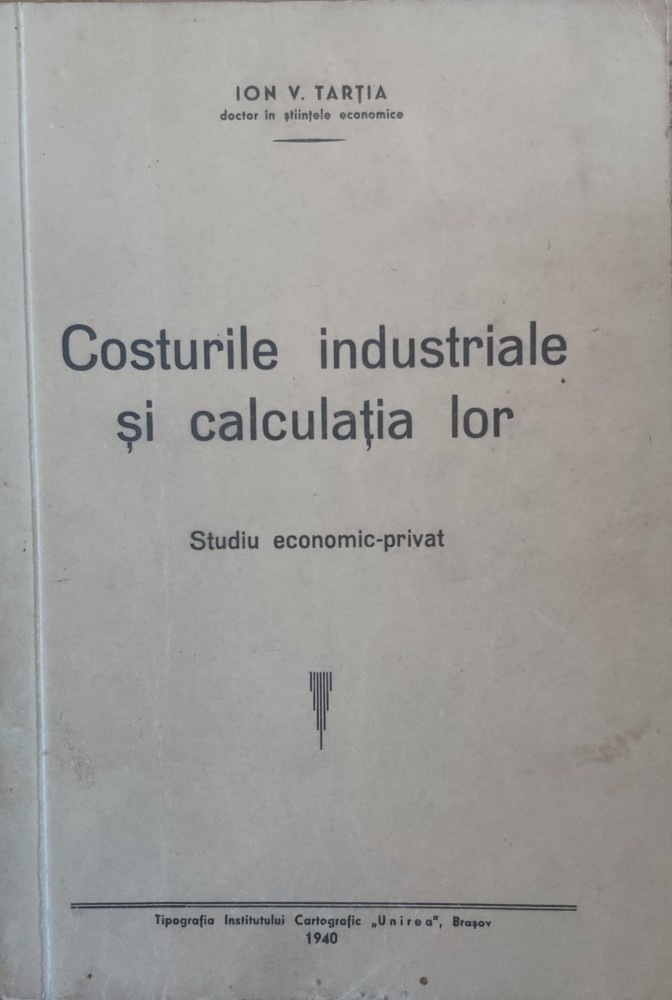 ION V. TARȚIA
doctor în științele economice
Costurile industriale
și calculația lor
Studiu economic-privat
Tipografia Institutului Cartografic „Unirea", Brașov
1940